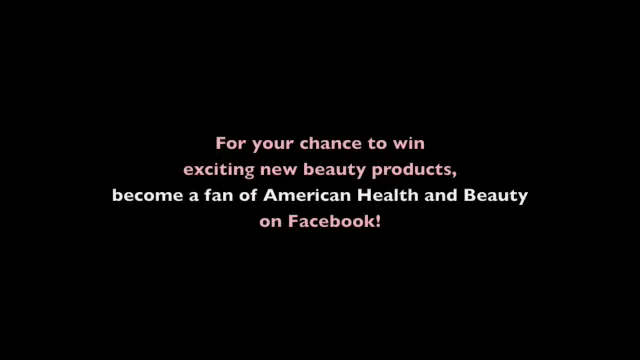 For your chance to win
exciting new beauty products,
become a fan of American Health and Beauty
on Facebook!